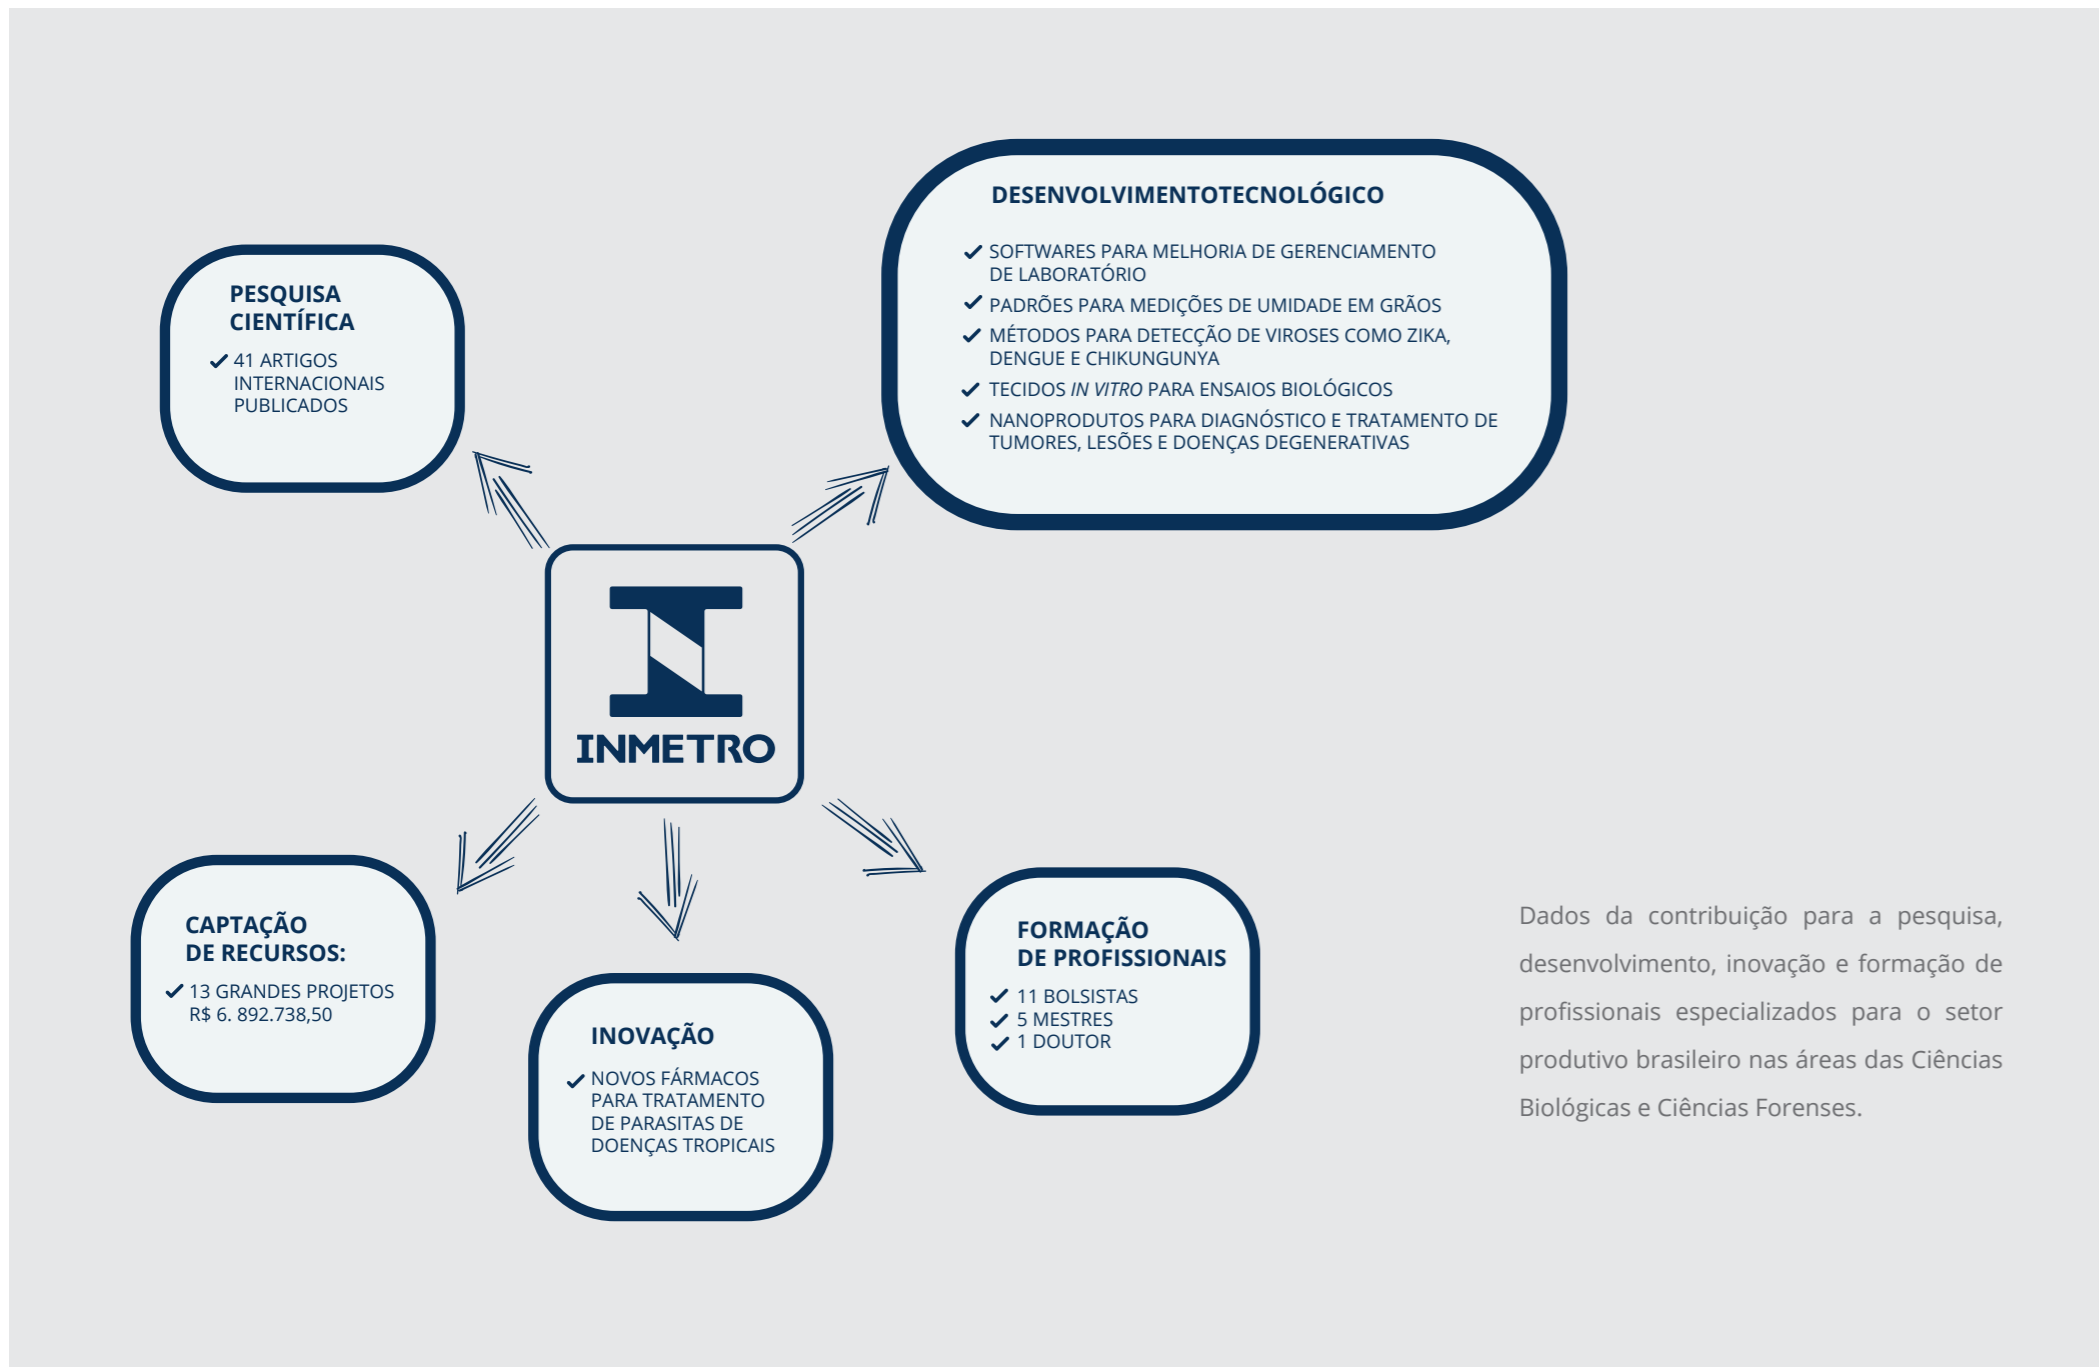 DESENVOLVIMENTOTECNOLÓGICO
✓ SOFTWARES PARA MELHORIA DE GERENCIAMENTO
DE LABORATÓRIO
✓ PADRÕES PARA MEDIÇÕES DE UMIDADE EM GRÃOS
✓ MÉTODOS PARA DETECÇÃO DE VIROSES COMO ZIKA,
DENGUE E CHIKUNGUNYA
✓ TECIDOS IN VITRO PARA ENSAIOS BIOLÓGICOS
✓ NANOPRODUTOS PARA DIAGNÓSTICO E TRATAMENTO DE
TUMORES, LESÕES E DOENÇAS DEGENERATIVAS
PESQUISA
CIENTÍFICA
✓ 41 ARTIGOS
INTERNACIONAIS
PUBLICADOS
INMETRO
CAPTAÇÃO
DE RECURSOS:
✓ 13 GRANDES PROJETOS
R$ 6. 892.738,50
INOVAÇÃO
✓ NOVOS FÁRMACOS
PARA TRATAMENTO
DE PARASITAS DE
DOENÇAS TROPICAIS
FORMAÇÃO
DE PROFISSIONAIS
✓ 11 BOLSISTAS
✓ 5 MESTRES
✓ 1 DOUTOR
Dados da contribuição para a pesquisa,
desenvolvimento, inovação e formação de
profissionais especializados para o setor
produtivo brasileiro nas áreas das Ciências
Biológicas e Ciências Forenses.